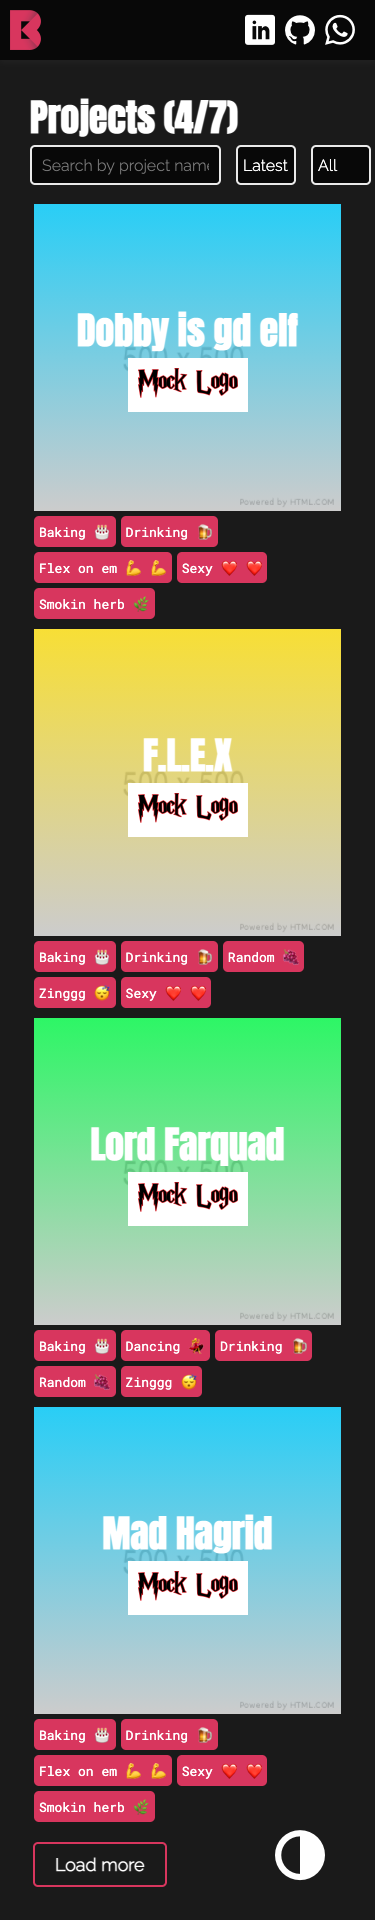 Projects (4/7)
Search by project name Latest All
Dobby is gd elf
500 x 500
Mock Logo
Powered by HTML.COM
Baking 🎂 Drinking 🍺
Flex on em 💪 💪 Sexy ❤️ ❤️
Smokin herb 🌿
F.L.E.X
500 x 500
Mock Logo
Powered by HTML.COM
Baking 🎂 Drinking 🍺 Random 🍇
Zinggg 😴 Sexy ❤️ ❤️
Lord Farquad
500 x 500
Mock Logo
Powered by HTML.COM
Baking 🎂 Dancing 💃 Drinking 🍺
Random 🍇 Zinggg 😴
Mad Hagrid
500 x 500
Mock Logo
Powered by HTML.COM
Baking 🎂 Drinking 🍺
Flex on em 💪 💪 Sexy ❤️ ❤️
Smokin herb 🌿
Load more